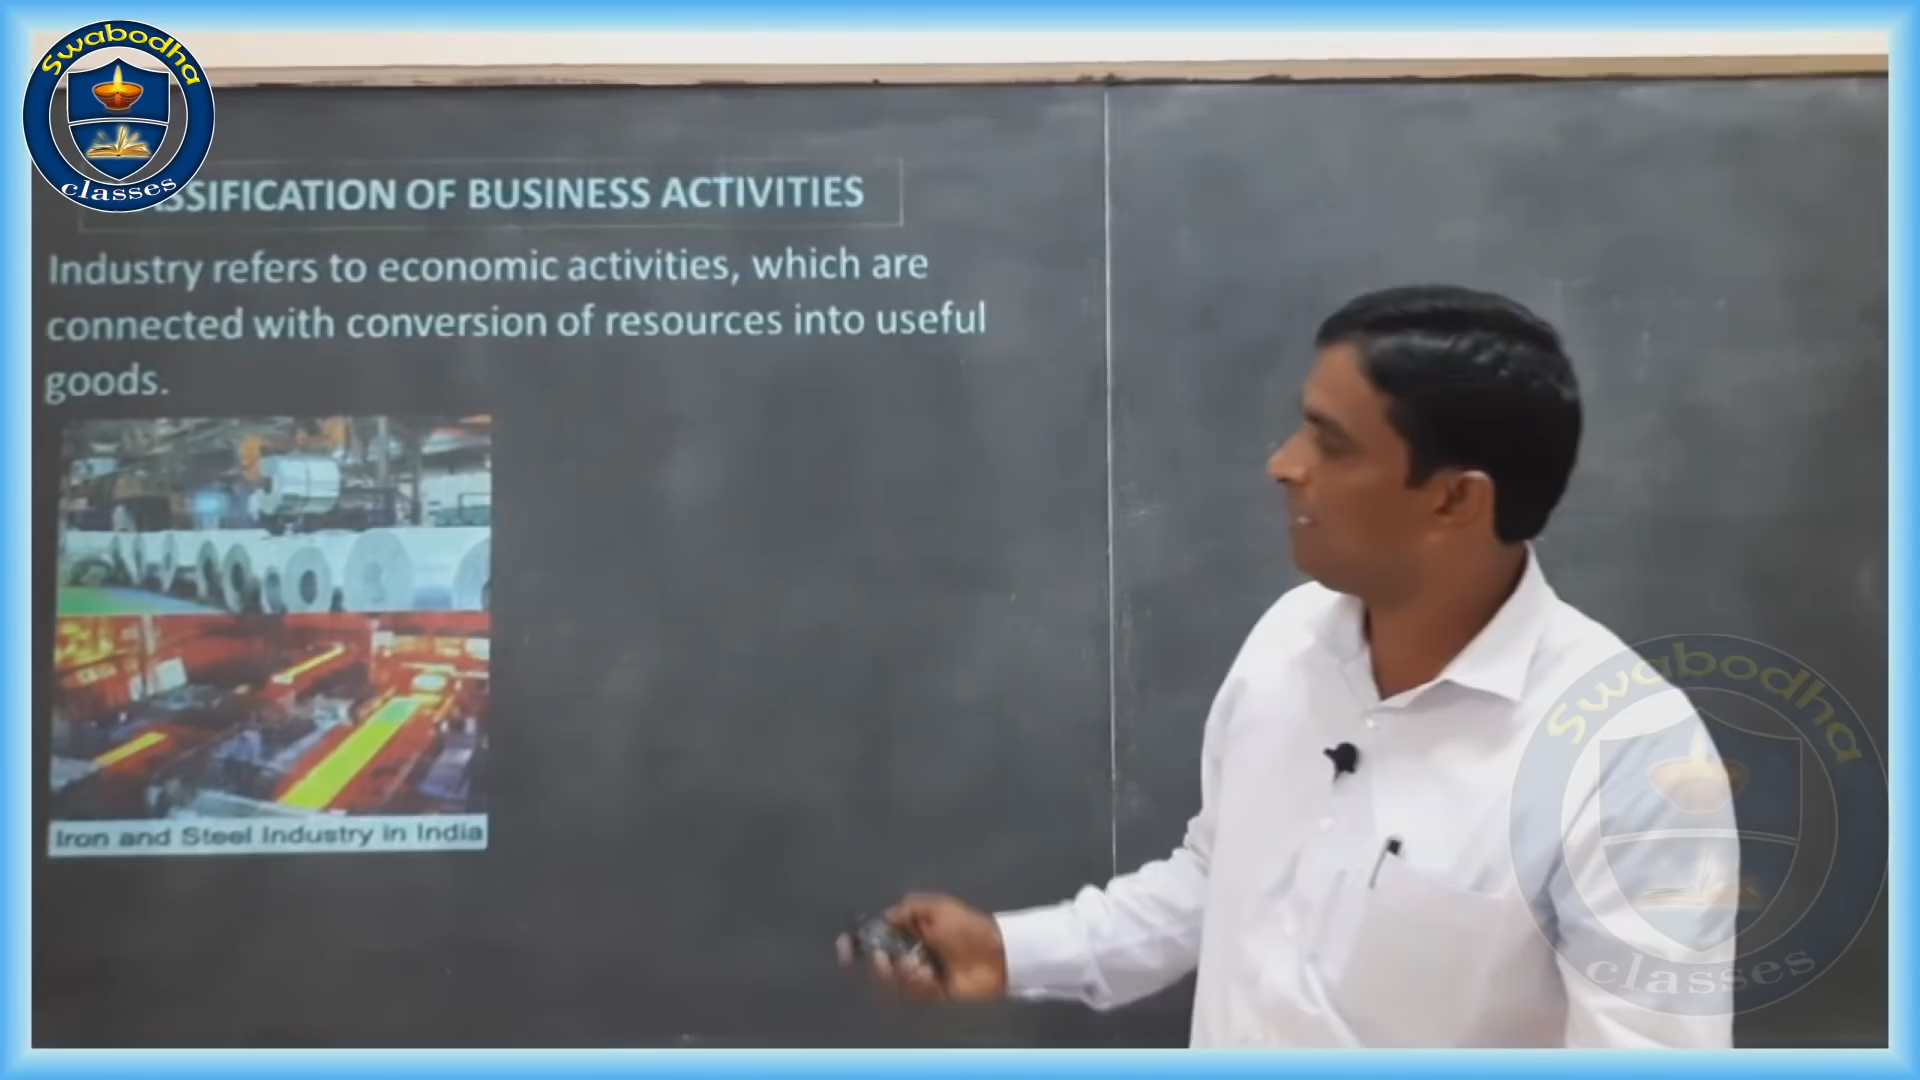 Swabodha
classes
SSIFICATION OF BUSINESS ACTIVITIES
Industry refers to economic activities, which are
connected with conversion of resources into useful
goods.
Iron and Steel Industry in India
Swabodha
classes